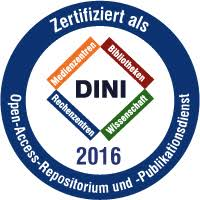 Zertifiziert als
Medienzentren
Bibliotheken
DINI
Rechenzentren
Wissenschaft
2016
Open-Access-Repositorium und -Publikationsdienst